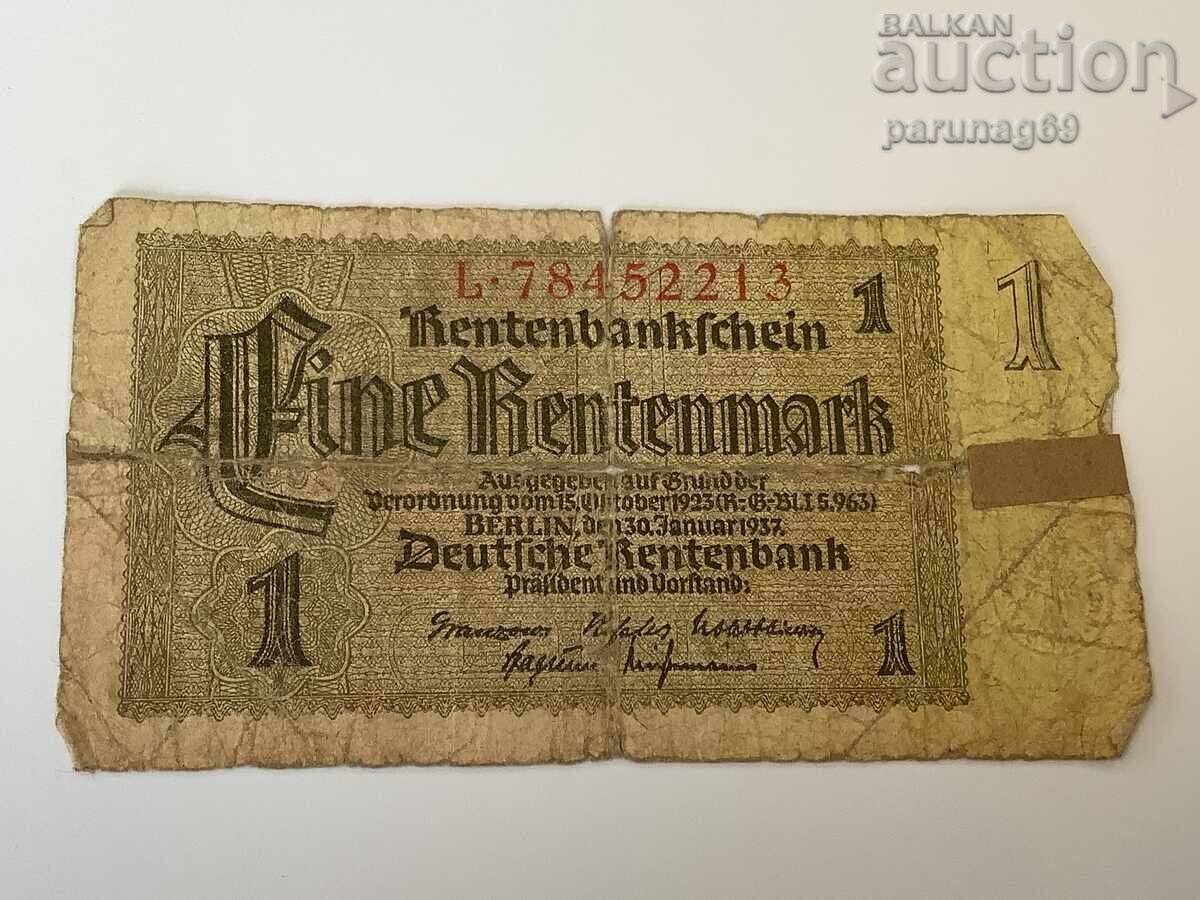 BALKAN
auction
parunag69
L·78452213
1
1
Rentenbankschein
Eine Rentenmark
Ausgegeben auf Grund der
Verordnung vom 15. Oktober 1923 (R-G-Bl. I S. 963)
BERLIN, den 30. Januar 1937.
Deutsche Rentenbank
Präsident und Vorstand:
1
1